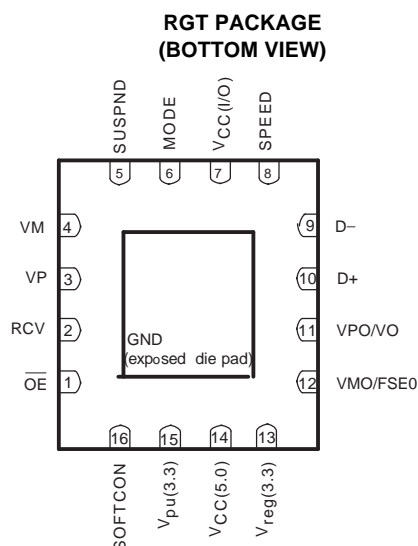 RGT PACKAGE
(BOTTOM VIEW)
SUSPND
MODE
VCC(I/O)
SPEED
5
6
7
8
VM
4
9
D−
VP
3
10
D+
RCV
2
11
VPO/VO
GND
(exposed die pad)
OE
1
12
VMO/FSE0
16
15
14
13
SOFTCON
Vpu(3.3)
VCC(5.0)
Vreg(3.3)